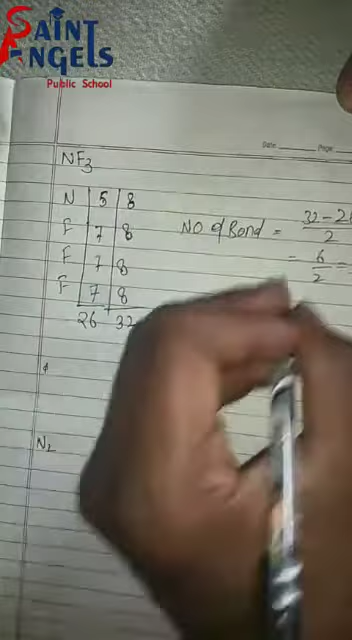 SAINT
ANGELS
Public School
Date Page
NF3
N 5 8
F 7 8 NO of Bond = 32-26/2
F 7 8 = 6/2 =
F 7 8
26 32
N2